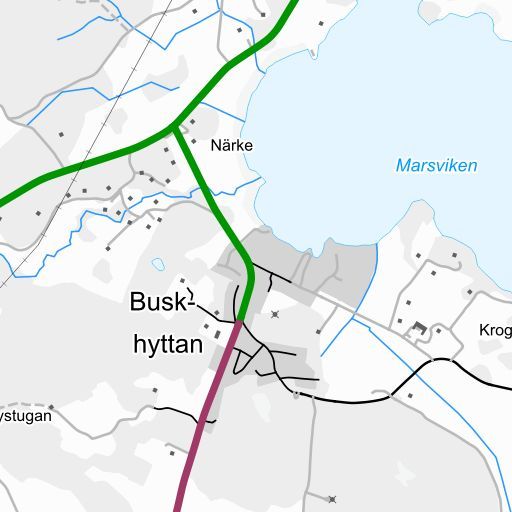 Närke
Marsviken
Busk-
hyttan
Krog
ystugan